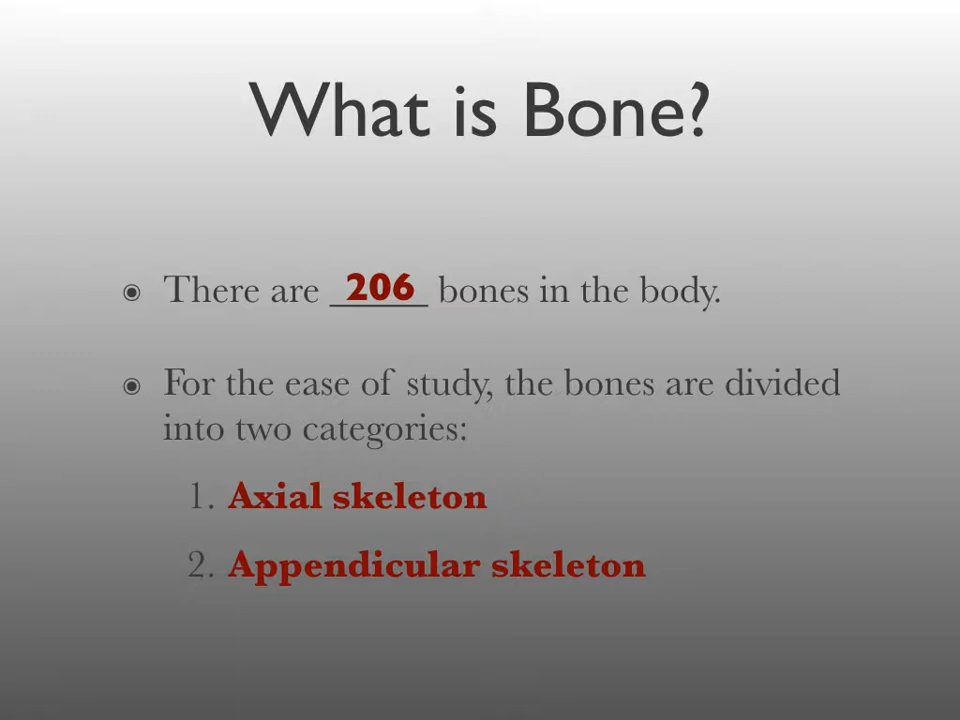 What is Bone?
There are 206 bones in the body.
For the ease of study, the bones are divided
into two categories:
1. Axial skeleton
2. Appendicular skeleton